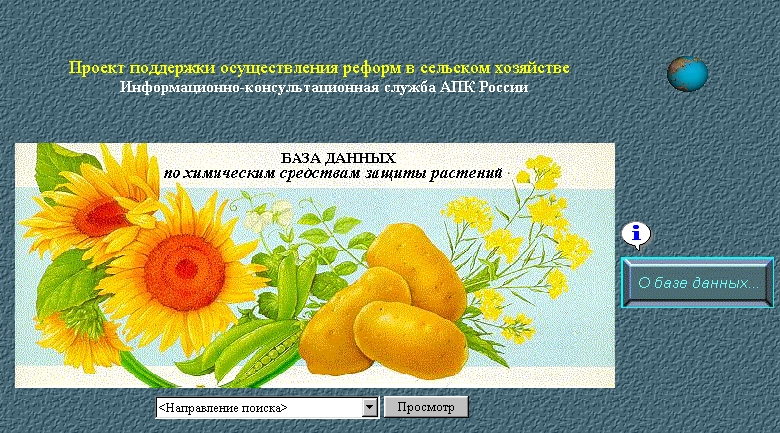 Проект поддержки осуществления реформ в сельском хозяйстве
Информационно-консультационная служба АПК России
БАЗА ДАННЫХ
по химическим средствам защиты растений
i
О базе данных...
<Направление поиска>
Просмотр